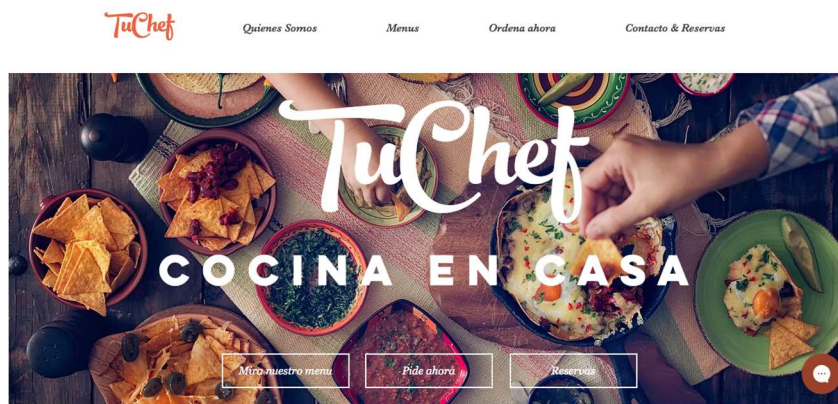 TuChef
Quienes Somos
Menus
Ordena ahora
Contacto & Reservas
TuChef
COCINA EN CASA
Mira nuestro menu
Pide ahora
Reservas